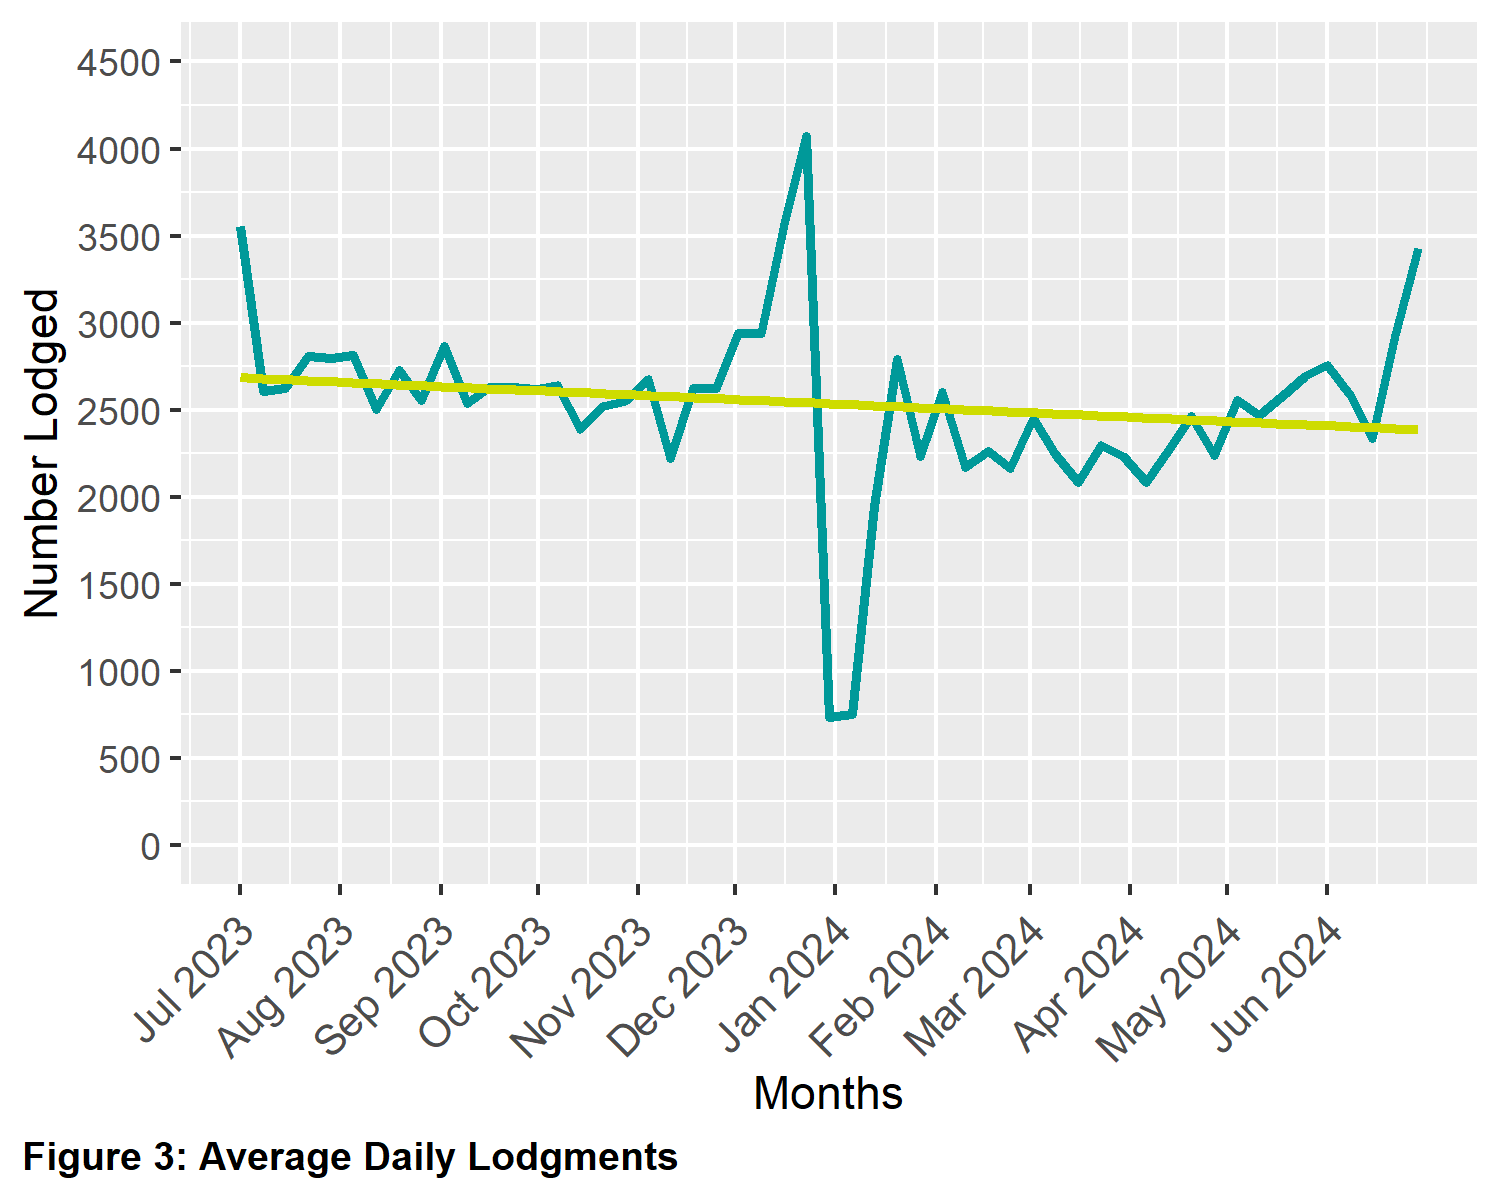 4500
4000
3500
3000
2500
2000
1500
1000
500
0
Number Lodged
Jul 2023
Aug 2023
Sep 2023
Oct 2023
Nov 2023
Dec 2023
Jan 2024
Feb 2024
Mar 2024
Apr 2024
May 2024
Jun 2024
Months
Figure 3: Average Daily Lodgments